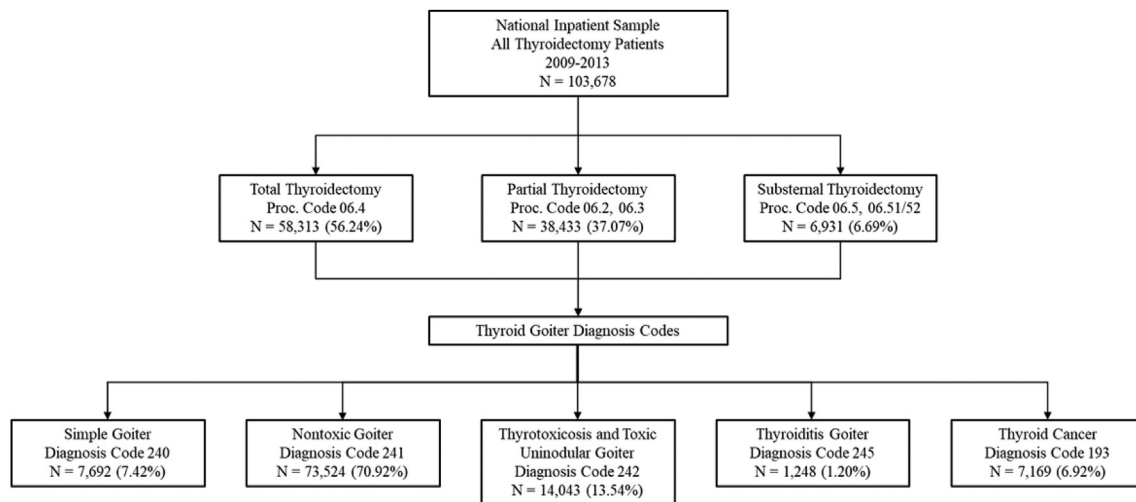 National Inpatient Sample
All Thyroidectomy Patients
2009-2013
N = 103,678
Total Thyroidectomy
Proc. Code 06.4
N = 58,313 (56.24%)
Partial Thyroidectomy
Proc. Code 06.2, 06.3
N = 38,433 (37.07%)
Substernal Thyroidectomy
Proc. Code 06.5, 06.51/52
N = 6,931 (6.69%)
Thyroid Goiter Diagnosis Codes
Simple Goiter
Diagnosis Code 240
N = 7,692 (7.42%)
Nontoxic Goiter
Diagnosis Code 241
N = 73,524 (70.92%)
Thyrotoxicosis and Toxic
Uninodular Goiter
Diagnosis Code 242
N = 14,043 (13.54%)
Thyroiditis Goiter
Diagnosis Code 245
N = 1,248 (1.20%)
Thyroid Cancer
Diagnosis Code 193
N = 7,169 (6.92%)